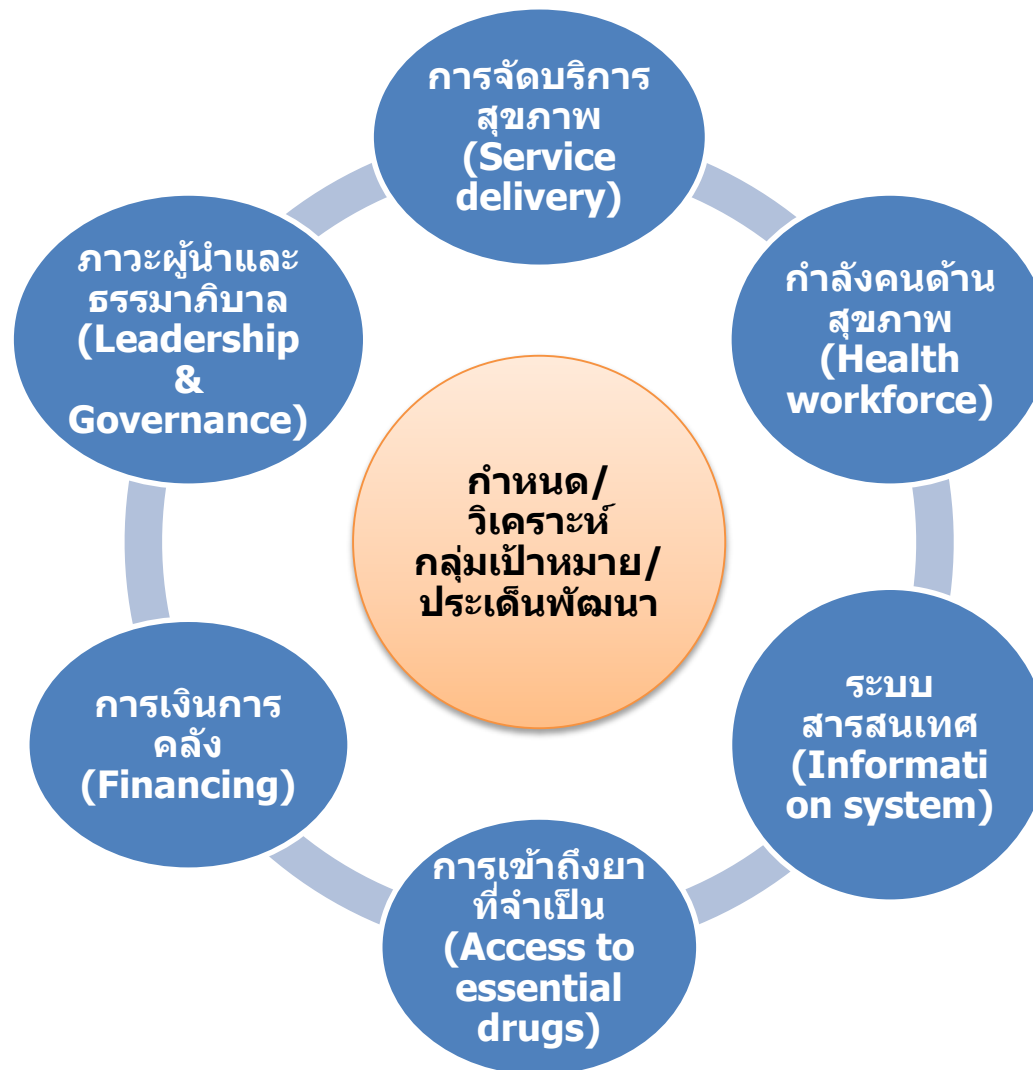 การจัดบริการ
สุขภาพ
(Service
delivery)
กำลังคนด้าน
สุขภาพ
(Health
workforce)
ระบบ
สารสนเทศ
(Informati
on system)
การเข้าถึงยา
ที่จำเป็น
(Access to
essential
drugs)
การเงินการ
คลัง
(Financing)
ภาวะผู้นำและ
ธรรมาภิบาล
(Leadership
&
Governance)
กำหนด/
วิเคราะห์
กลุ่มเป้าหมาย/
ประเด็นพัฒนา